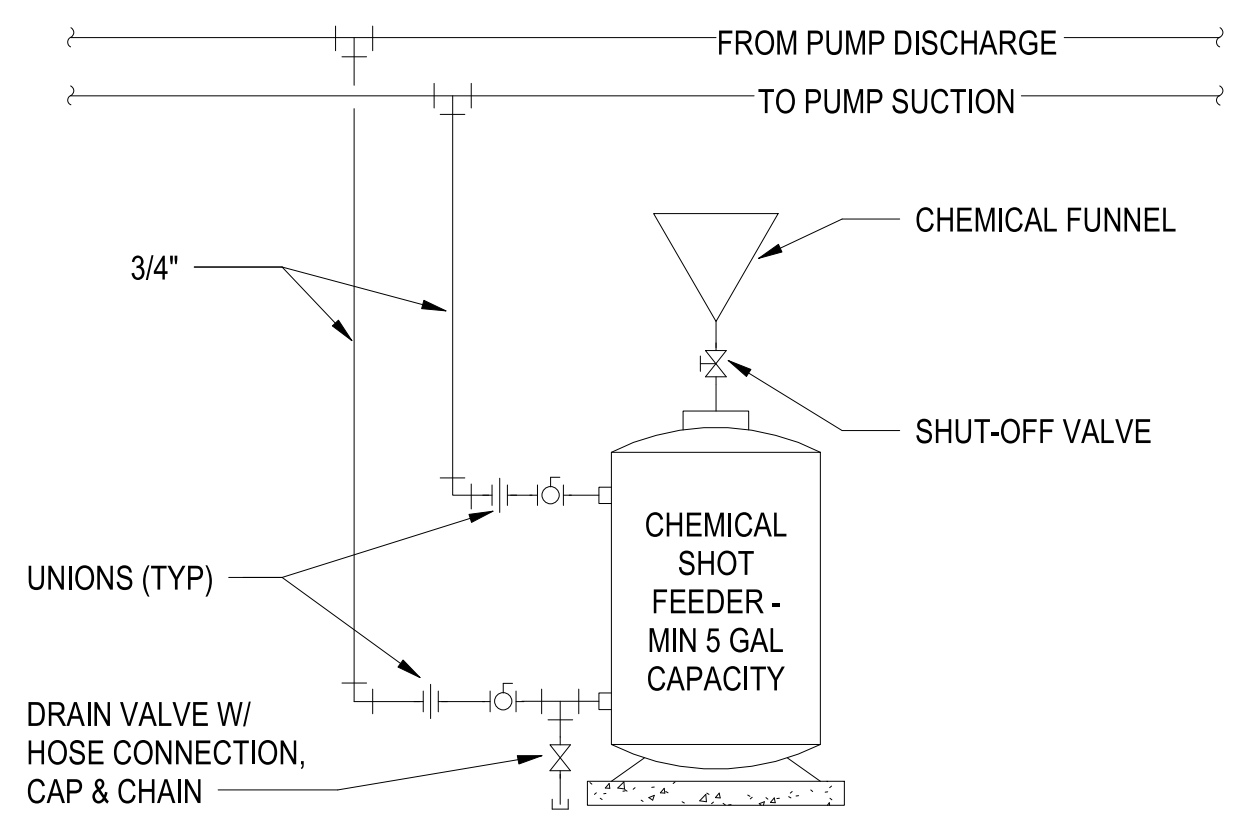 FROM PUMP DISCHARGE
TO PUMP SUCTION
CHEMICAL FUNNEL
3/4"
SHUT-OFF VALVE
CHEMICAL
SHOT
FEEDER -
MIN 5 GAL
CAPACITY
UNIONS (TYP)
DRAIN VALVE W/
HOSE CONNECTION,
CAP & CHAIN